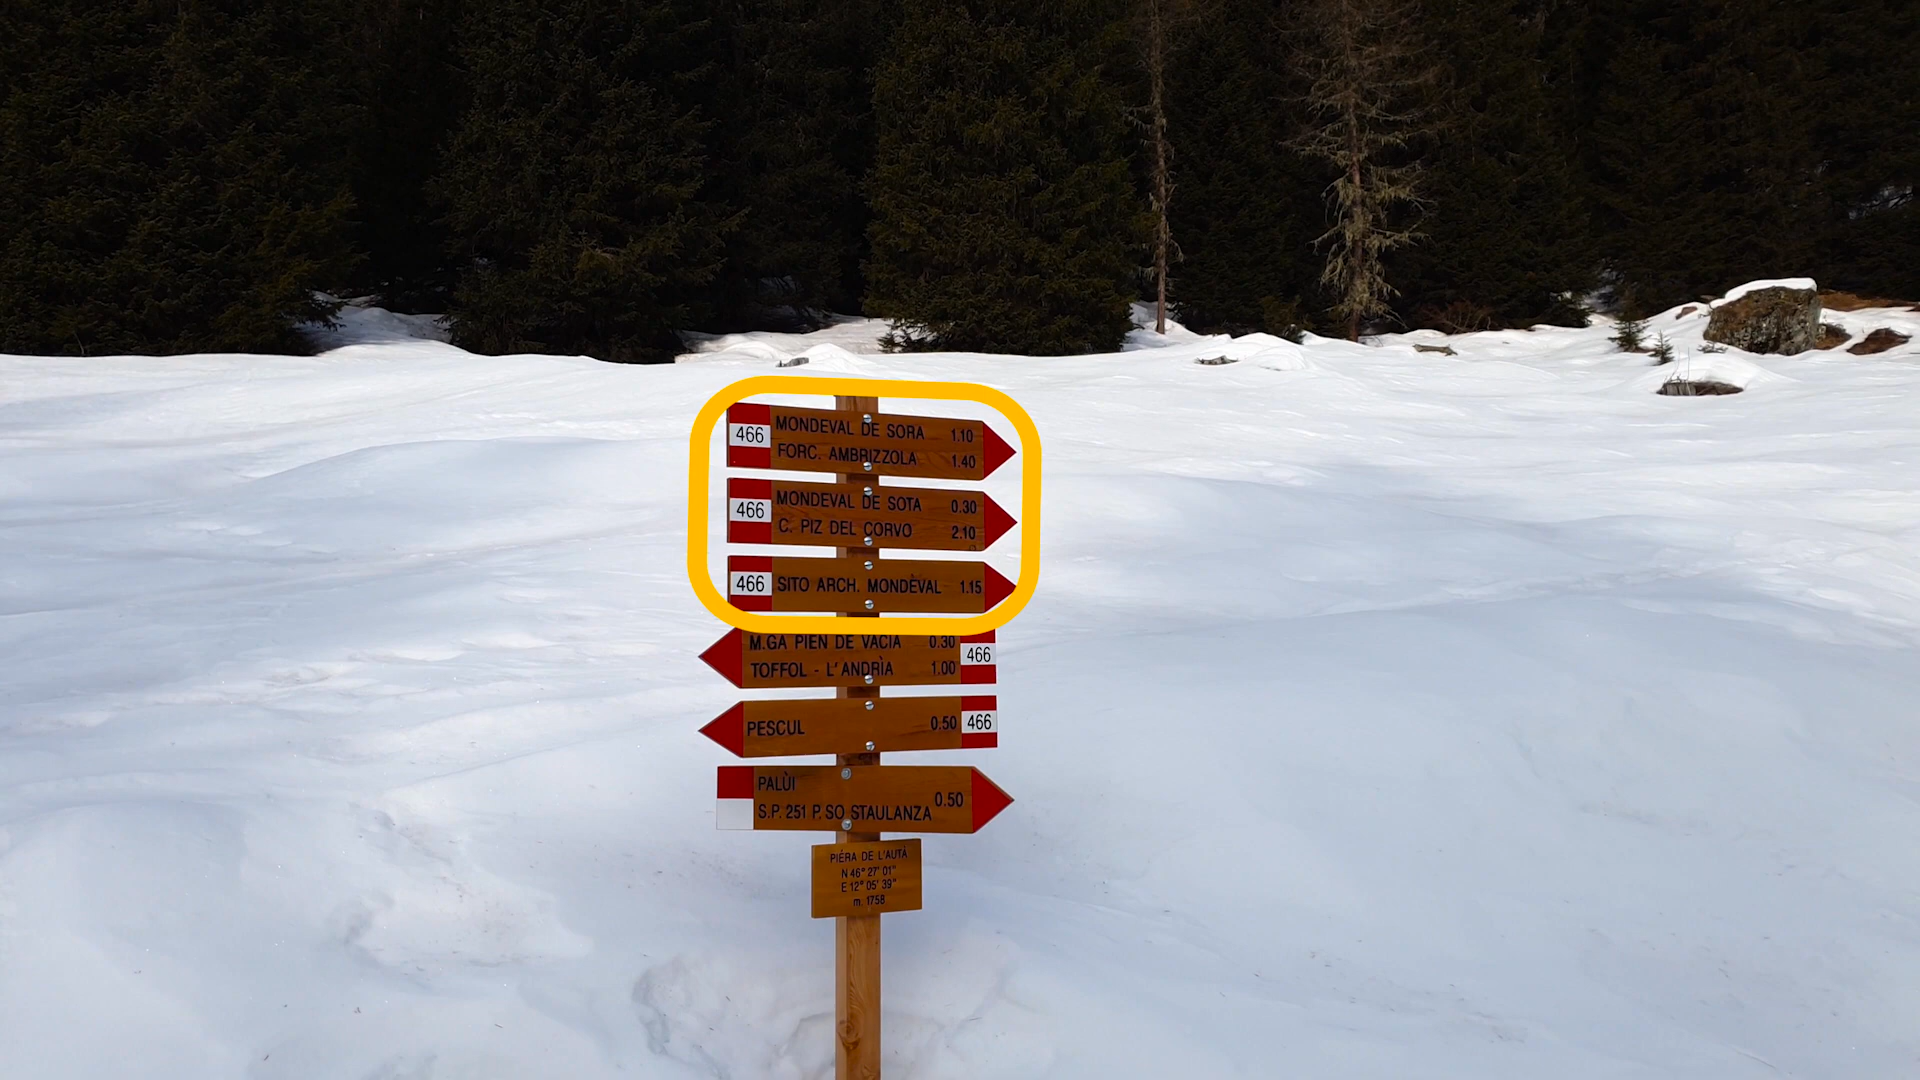 466 MONDEVAL DE SORA 1.10
FORC. AMBRIZZOLA 1.40
466 MONDEVAL DE SOTA 0.30
C. PIZ DEL CORVO 2.10
466 SITO ARCH. MONDÈVAL 1.15
M.GA PIEN DE VACIA 0.30 466
TOFFOL - L'ANDRÌA 1.00
PESCUL 0.50 466
PALÙI 0.50
S.P. 251 P.SO STAULANZA
PIÉRA DE L'AUTÀ
N 46° 27' 01"
E 12° 05' 39"
m. 1758